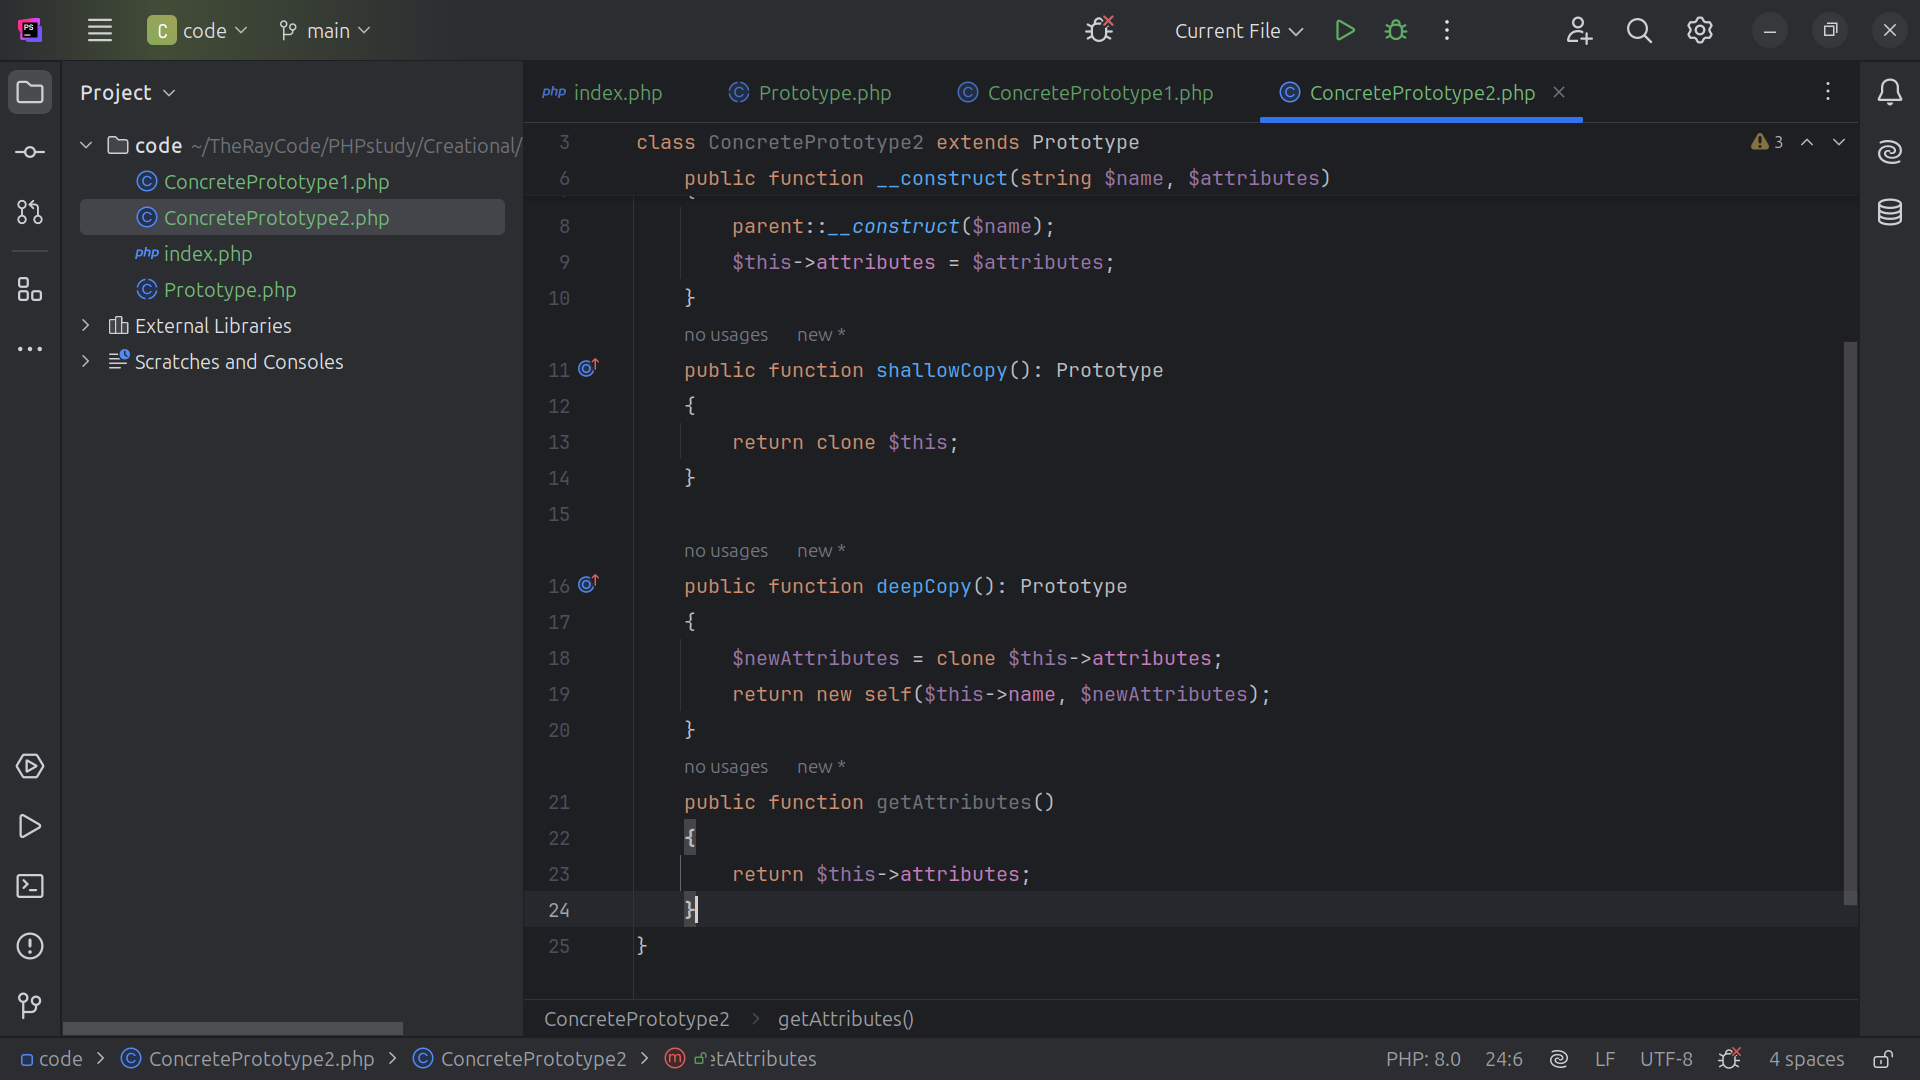 PS
C code
main
Current File
Project
php index.php
C Prototype.php
C ConcretePrototype1.php
C ConcretePrototype2.php
code ~/TheRayCode/PHPstudy/Creational/
C ConcretePrototype1.php
C ConcretePrototype2.php
php index.php
C Prototype.php
External Libraries
Scratches and Consoles
3 class ConcretePrototype2 extends Prototype
3
6 public function __construct(string $name, $attributes)
8 parent::__construct($name);
9 $this->attributes = $attributes;
10 }
no usages new *
11 public function shallowCopy(): Prototype
12 {
13 return clone $this;
14 }
15
no usages new *
16 public function deepCopy(): Prototype
17 {
18 $newAttributes = clone $this->attributes;
19 return new self($this->name, $newAttributes);
20 }
no usages new *
21 public function getAttributes()
22 {
23 return $this->attributes;
24 }
25 }
ConcretePrototype2 > getAttributes()
code > C ConcretePrototype2.php > C ConcretePrototype2 > m tAttributes
PHP: 8.0 24:6 LF UTF-8 4 spaces